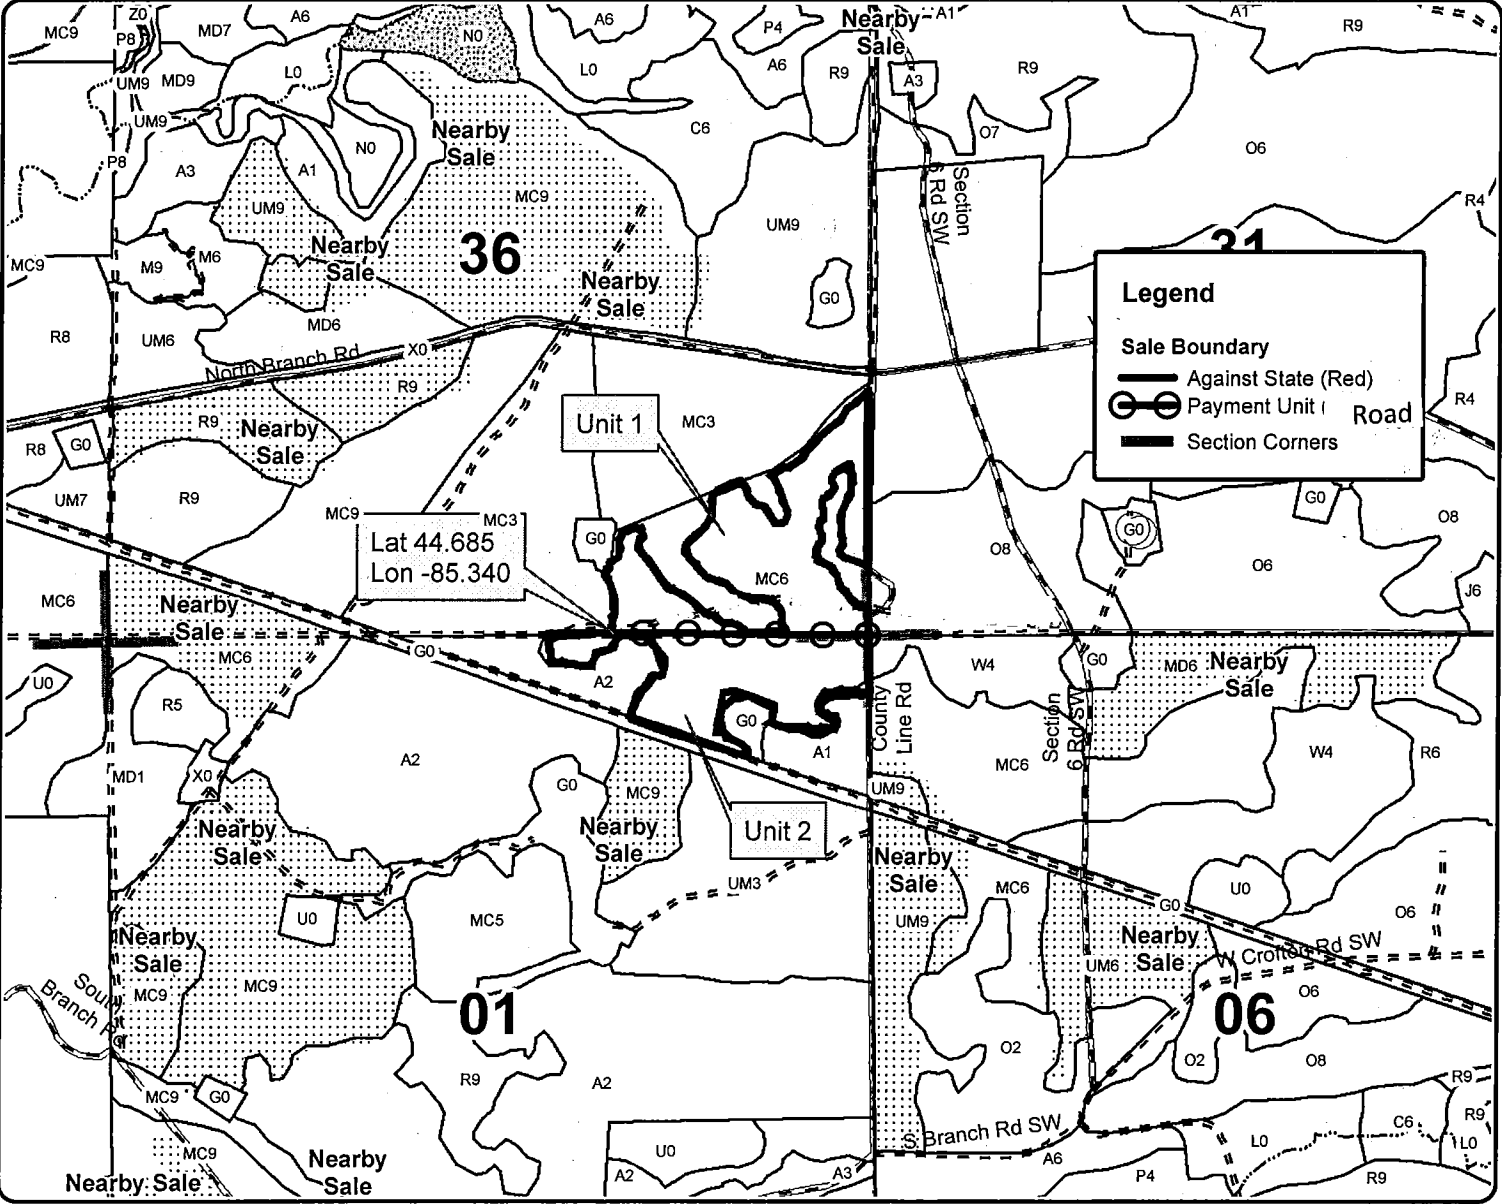 Z0
A6
A6
P4
Nearby
Sale
A1
A1
R9
MC9
P8
MD7
N0
UM9
MD9
L0
L0
A6
R9
A3
R9
UM9
C6
O7
O6
P8
A3
A1
N0
Nearby
Sale
MC9
UM9
UM9
Section
6 Rd SW
R4
M9
M6
Nearby
Sale
36
31
MC9
Nearby
Sale
G0
R8
UM6
MD6
North Branch Rd
X0
R9
Legend
Sale Boundary
Against State (Red)
Payment Unit (
Road
Section Corners
R4
R8
G0
R9
Nearby
Sale
Unit 1
MC3
UM7
R9
MC9
MC3
G0
G0
G0
O8
Lat 44.685
Lon -85.340
O8
O6
MC6
MC6
J6
Nearby
Sale
MC6
G0
W4
G0
MD6
Nearby
Sale
U0
R5
A2
G0
A1
County
Line Rd
Section
6 Rd SW
MD1
X0
A2
G0
MC9
MC6
W4
R6
UM9
Nearby
Sale
Nearby
Sale
Unit 2
Nearby
Sale
UM3
MC6
U0
G0
U0
MC5
UM9
O6
Nearby
Sale
Nearby
Sale
W Crofton Rd SW
UM6
South
Branch R
MC9
MC9
01
06
O6
O2
O2
O8
R9
A2
R9
MC9
G0
R9
S Branch Rd SW
L0
C6
L0
MC9
U0
A6
Nearby Sale
Nearby
Sale
A2
A3
P4
R9